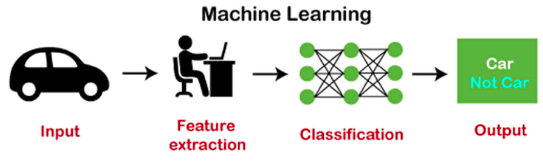 Machine Learning
Car
Not Car
Input
Feature
extraction
Classification
Output